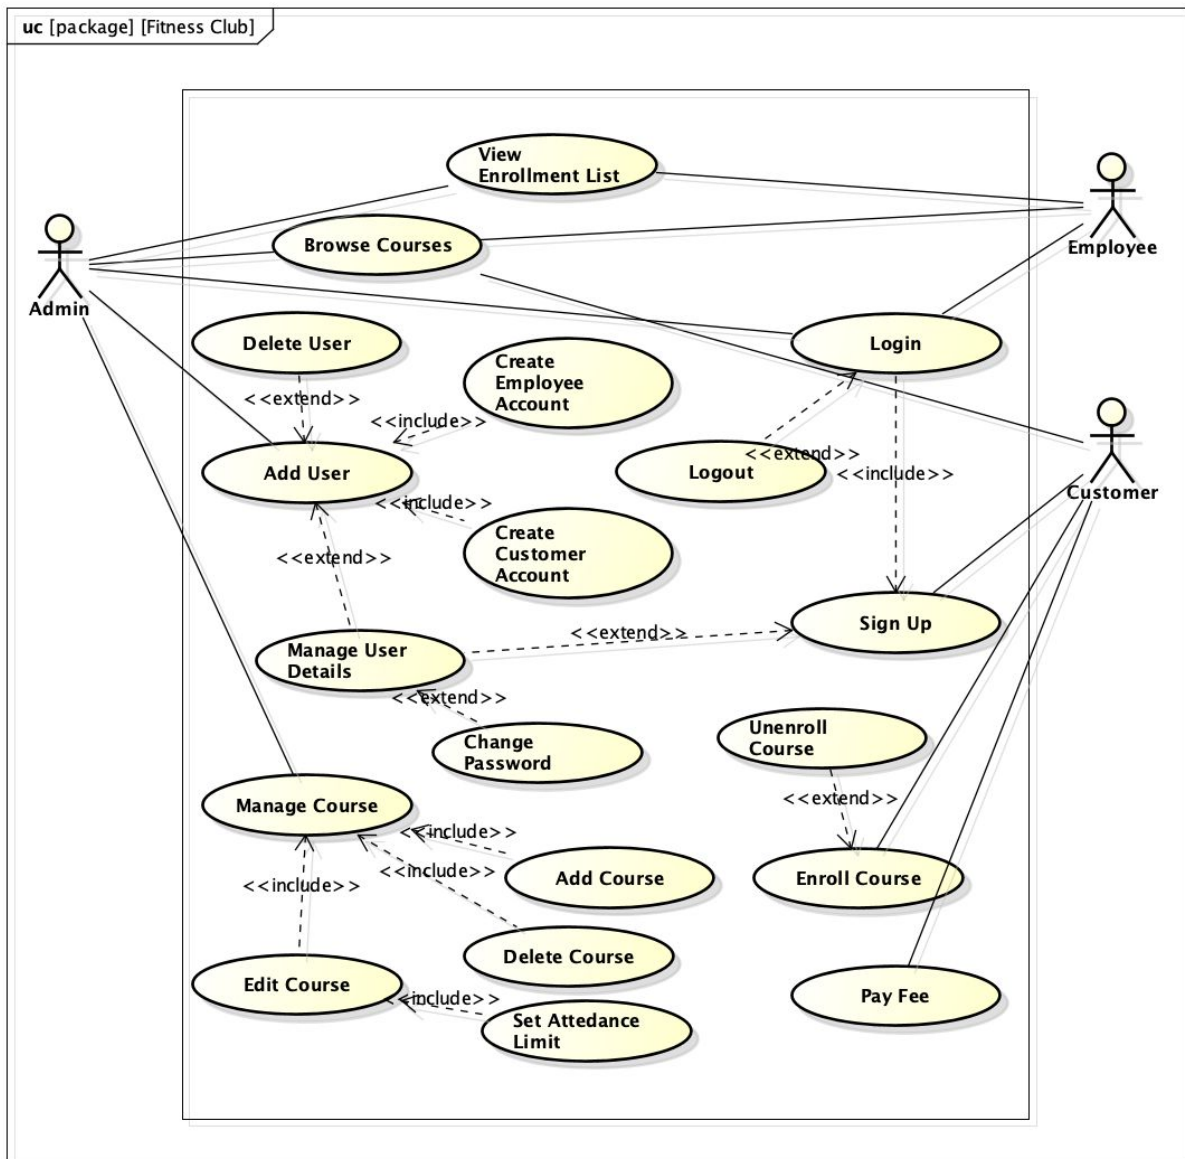 uc [package] [Fitness Club]
View
Enrollment List
Browse Courses
Employee
Admin
Delete User
Login
Create
Employee
Account
<<extend>>
<<include>>
Add User
Logout
<<extend>>
<<include>>
Customer
<<include>>
Create
Customer
Account
<<extend>>
Sign Up
<<extend>>
Manage User
Details
<<extend>>
Change
Password
Unenroll
Course
Manage Course
<<extend>>
<<include>>
<<include>>
<<include>>
Add Course
Enroll Course
Delete Course
Edit Course
<<include>>
Pay Fee
Set Attedance
Limit